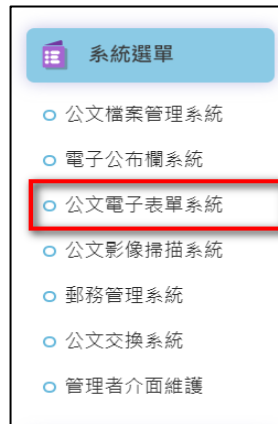 系統選單
公文檔案管理系統
電子公布欄系統
公文電子表單系統
公文影像掃描系統
郵務管理系統
公文交換系統
管理者介面維護